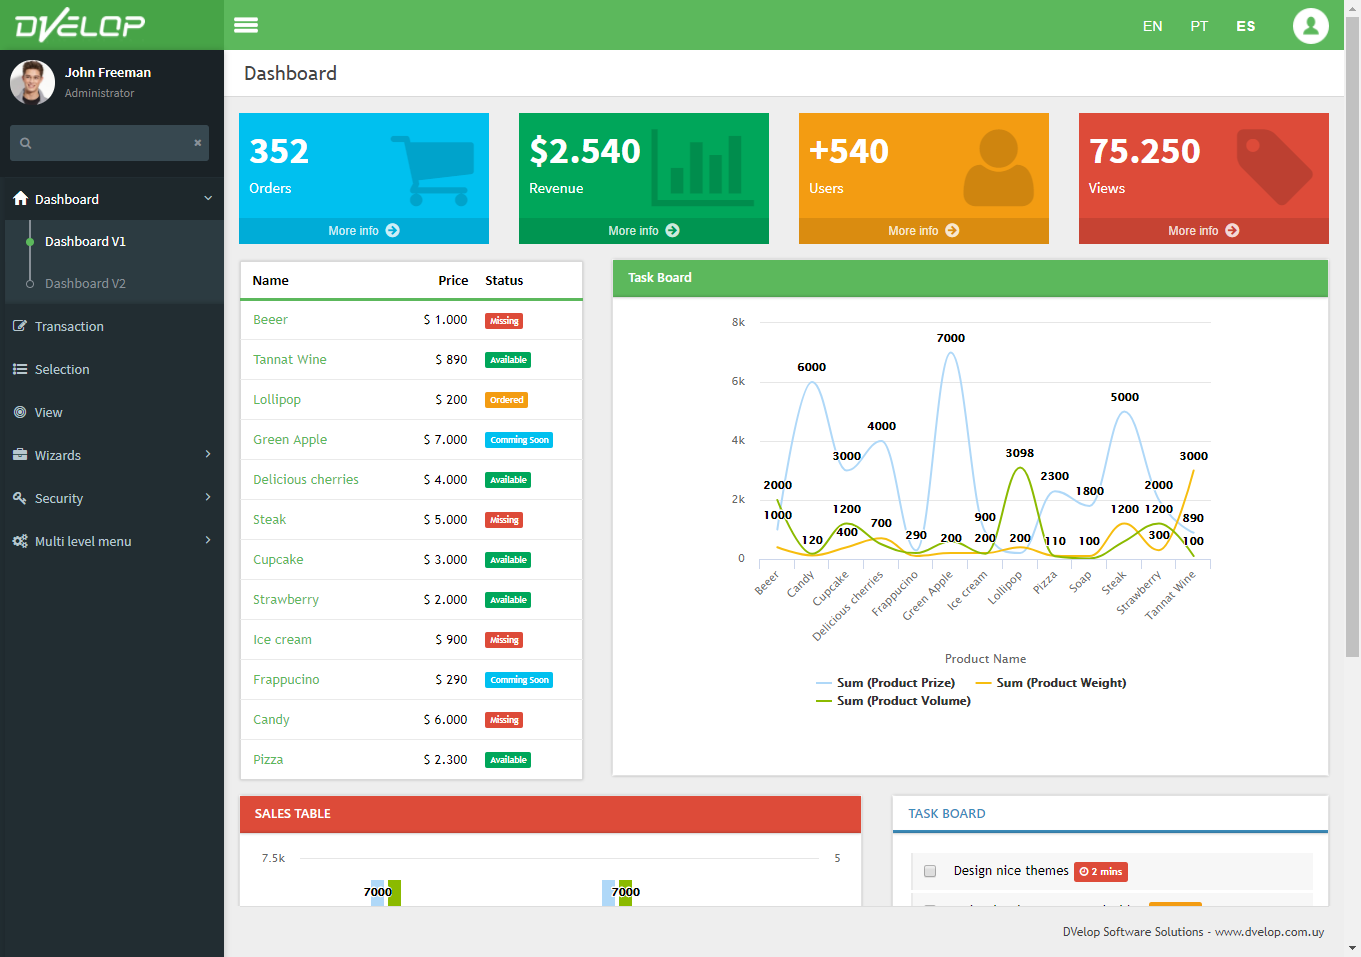 DVELOP
EN PT ES
John Freeman
Administrator
Dashboard
Dashboard V1
Dashboard V2
Transaction
Selection
View
Wizards
Security
Multi level menu
Dashboard
352
Orders
More info
$2.540
Revenue
More info
+540
Users
More info
75.250
Views
More info
Name Price Status
Beeer $ 1.000 Missing
Tannat Wine $ 890 Available
Lollipop $ 200 Ordered
Green Apple $ 7.000 Comming Soon
Delicious cherries $ 4.000 Available
Steak $ 5.000 Missing
Cupcake $ 3.000 Available
Strawberry $ 2.000 Available
Ice cream $ 900 Missing
Frappucino $ 290 Comming Soon
Candy $ 6.000 Missing
Pizza $ 2.300 Available
Task Board
8k
7000
6000
6k
5000
4000
4k
3000 3098 3000
2300
2000 1800 2000
2k
1000 1200 700 900 1200 1200 890
120 400 290 200 200 200 110 100 300 100
0
Beeer Candy Cupcake Delicious cherries Frappucino Green Apple Ice cream Lollipop Pizza Soap Steak Strawberry Tannat Wine
Product Name
Sum (Product Prize) Sum (Product Weight)
Sum (Product Volume)
SALES TABLE
7.5k 5
7000 7000
TASK BOARD
Design nice themes 2 mins
DVelop Software Solutions - www.dvelop.com.uy